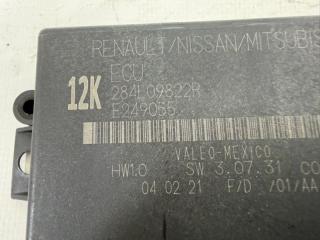 RENAULT/NISSAN/MITSUBIS
ECU
12K
284L09822R
E249055
VALEO-MEXICO
HW1.0 SW 3.07.31 CO
04 02 21 F/D /01/AA